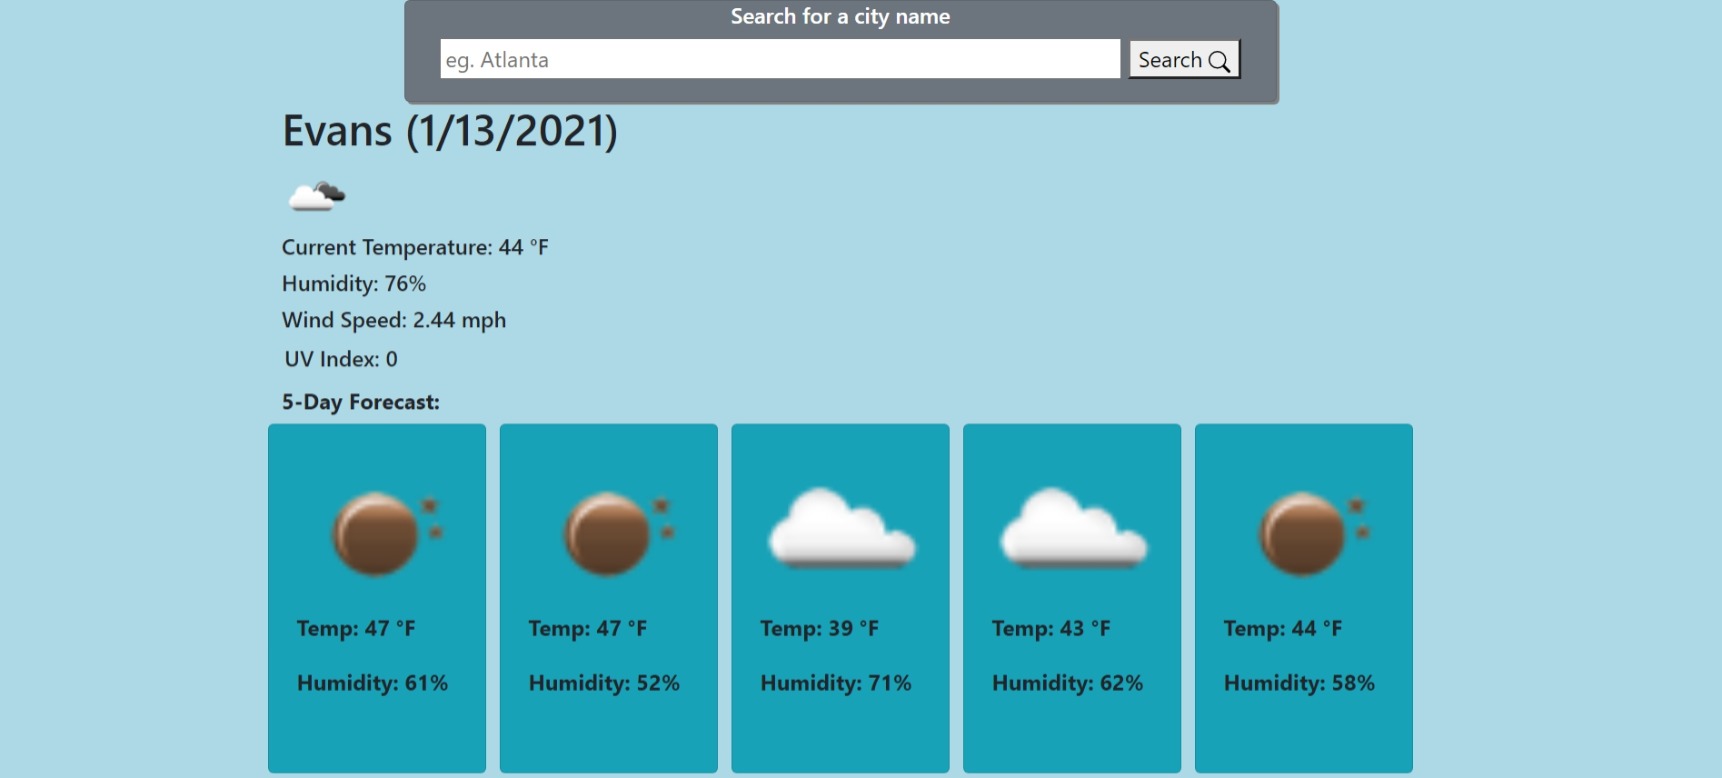 Search for a city name
eg. Atlanta
Search
Evans (1/13/2021)
Current Temperature: 44 °F
Humidity: 76%
Wind Speed: 2.44 mph
UV Index: 0
5-Day Forecast:
Temp: 47 °F
Humidity: 61%
Temp: 47 °F
Humidity: 52%
Temp: 39 °F
Humidity: 71%
Temp: 43 °F
Humidity: 62%
Temp: 44 °F
Humidity: 58%